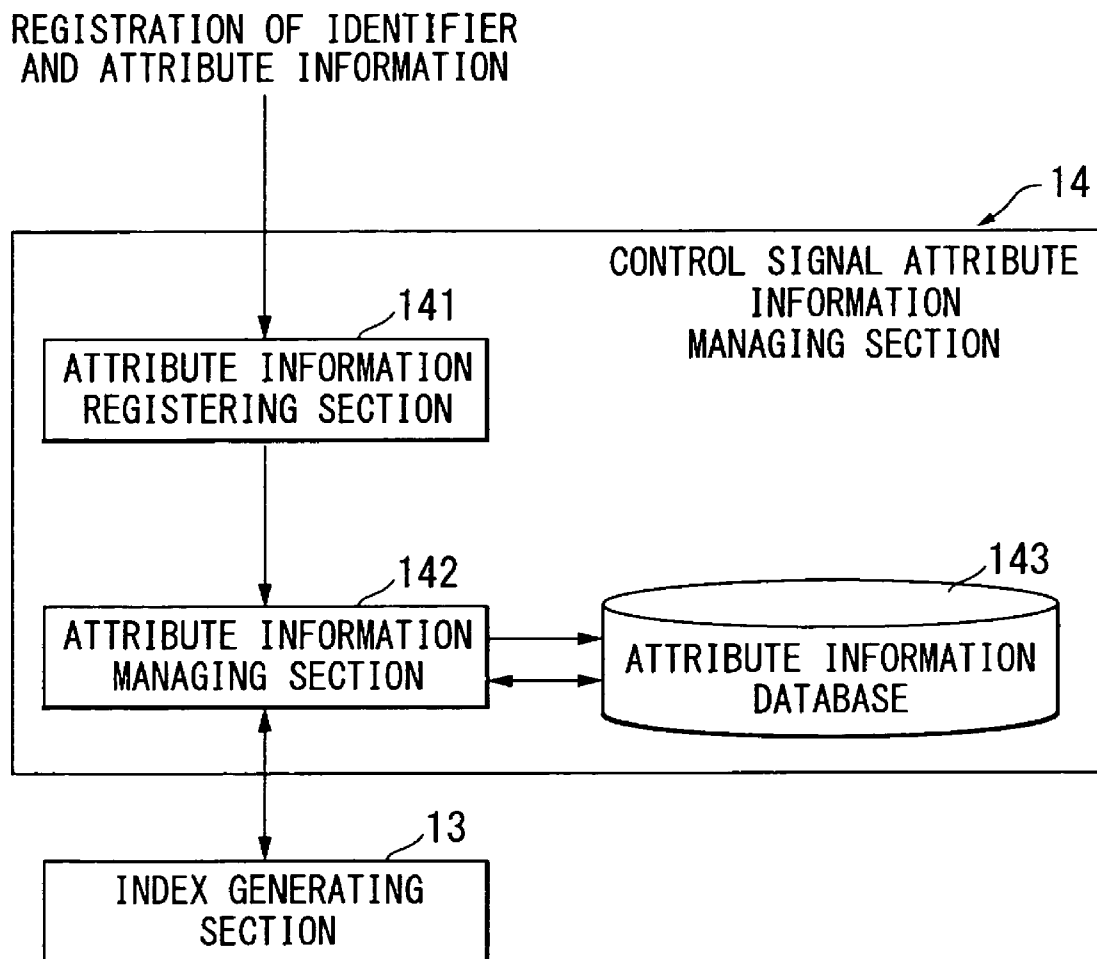 REGISTRATION OF IDENTIFIER
AND ATTRIBUTE INFORMATION
14
CONTROL SIGNAL ATTRIBUTE
INFORMATION
MANAGING SECTION
141
ATTRIBUTE INFORMATION
REGISTERING SECTION
142
ATTRIBUTE INFORMATION
MANAGING SECTION
143
ATTRIBUTE INFORMATION
DATABASE
13
INDEX GENERATING
SECTION